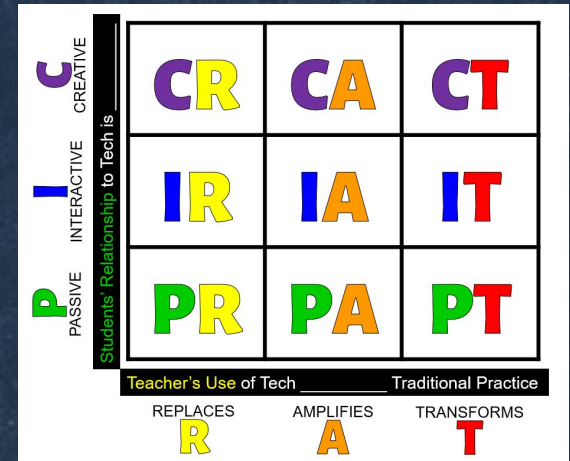 C
CREATIVE
I
INTERACTIVE
P
PASSIVE
Students' Relationship to Tech is ________
CR CA CT
IR IA IT
PR PA PT
Teacher's Use of Tech _________ Traditional Practice
REPLACES AMPLIFIES TRANSFORMS
R A T